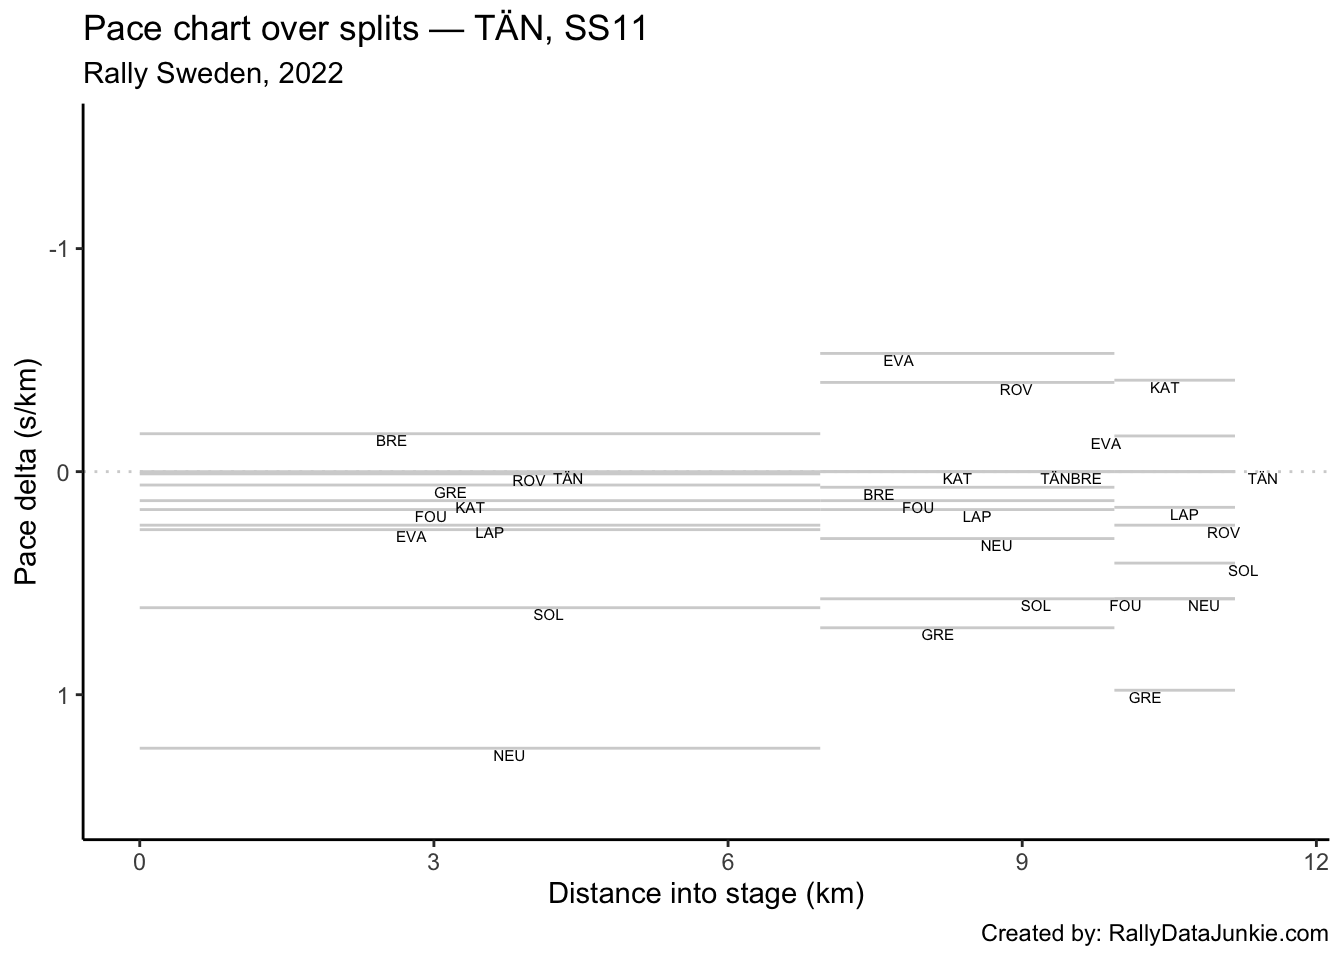 Pace chart over splits — TÄN, SS11
Rally Sweden, 2022
Pace delta (s/km)
-1
0
1
EVA
ROV
KAT
BRE
EVA
ROV
TÄN
KAT
TÄN
BRE
TÄN
GRE
BRE
KAT
FOU
FOU
LAP
LAP
EVA
LAP
ROV
NEU
SOL
SOL
SOL
FOU
NEU
GRE
GRE
NEU
0
3
6
9
12
Distance into stage (km)
Created by: RallyDataJunkie.com